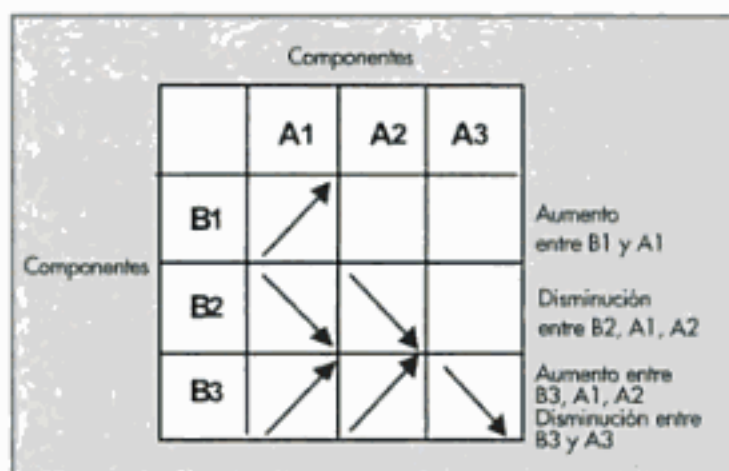 Componentes
A1 A2 A3
B1
Aumento
entre B1 y A1
Componentes
B2
Disminución
entre B2, A1, A2
B3
Aumento entre
B3, A1, A2
Disminución entre
B3 y A3